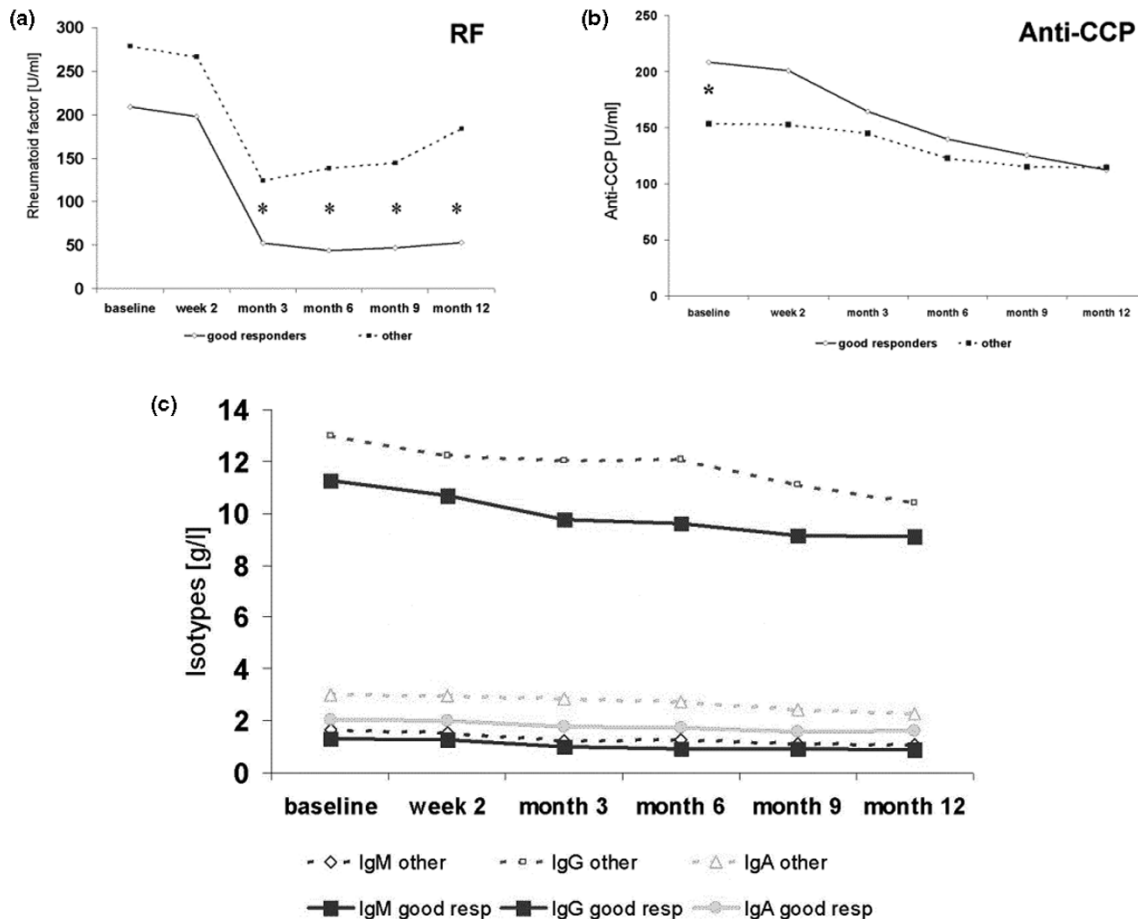 (a)
RF
300
250
200
150
100
50
0
Rheumatoid factor [U/ml]
* * * *
baseline week 2 month 3 month 6 month 9 month 12
good responders other
(b)
Anti-CCP
250
200
150
100
50
0
Anti-CCP [U/ml]
*
baseline week 2 month 3 month 6 month 9 month 12
good responders other
(c)
14
12
10
8
6
4
2
0
Isotypes [g/l]
baseline week 2 month 3 month 6 month 9 month 12
IgM other IgG other IgA other
IgM good resp IgG good resp IgA good resp